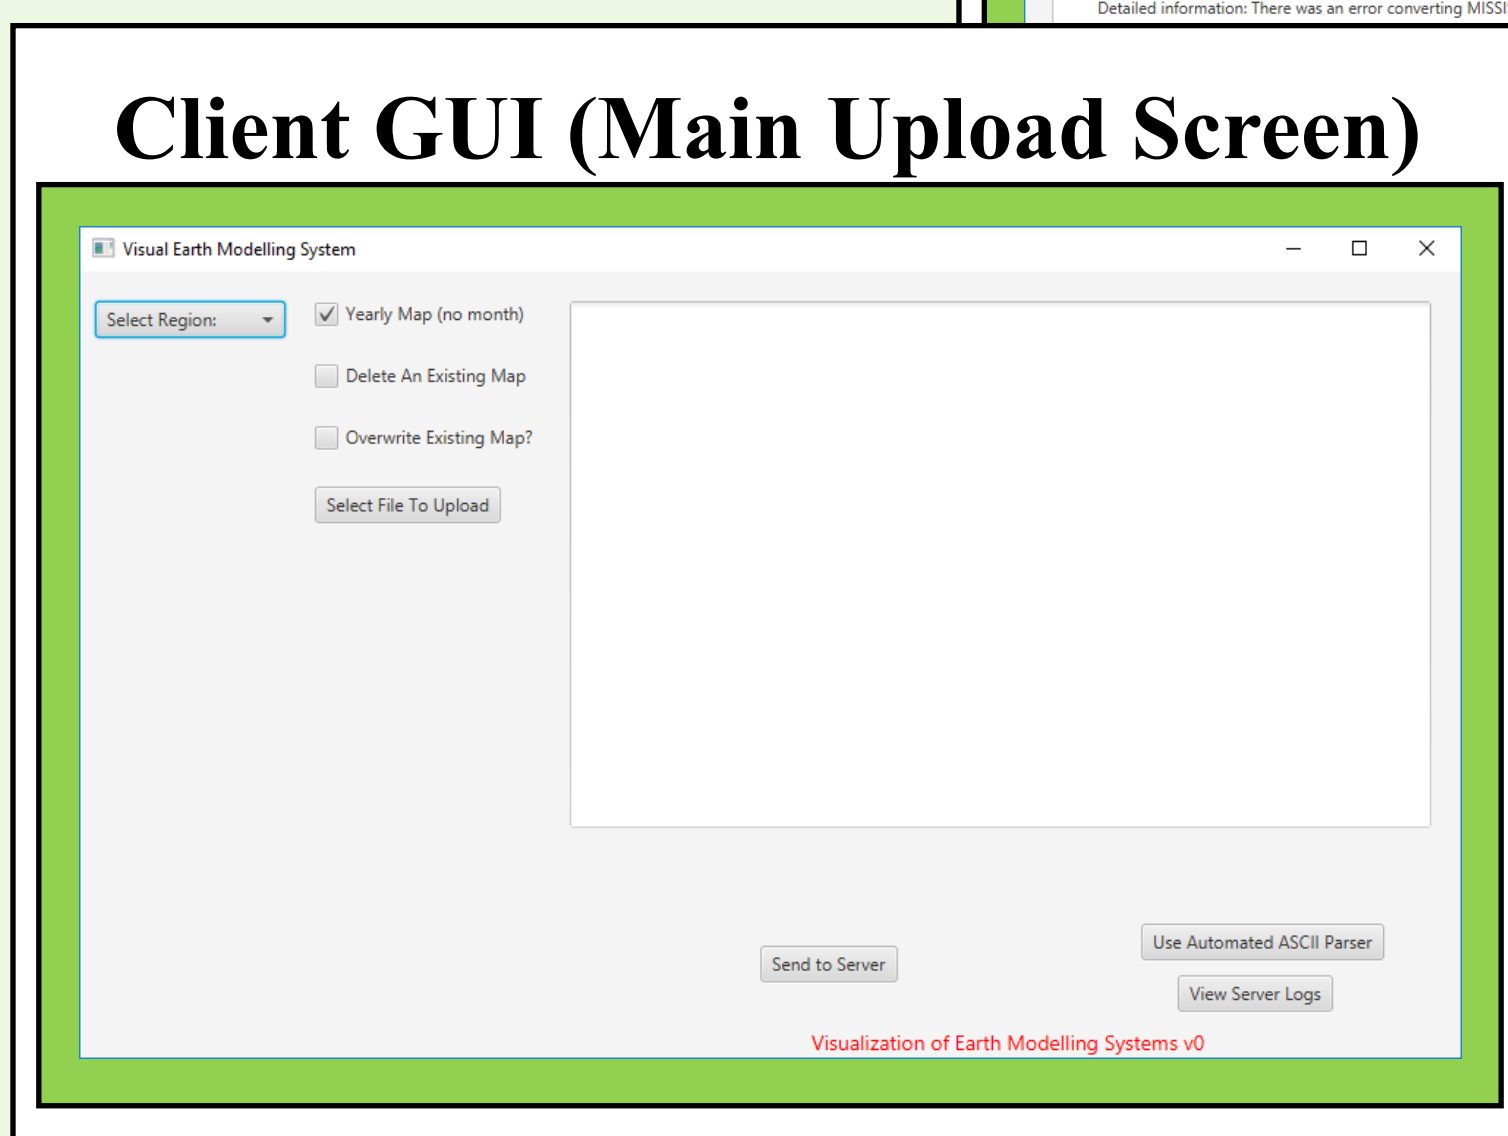 Detailed information: There was an error converting
Client GUI (Main Upload Screen)
Visual Earth Modelling System
Select Region:
Yearly Map (no month)
Delete An Existing Map
Overwrite Existing Map?
Select File To Upload
Use Automated ASCII Parser
Send to Server
View Server Logs
Visualization of Earth Modelling Systems v0